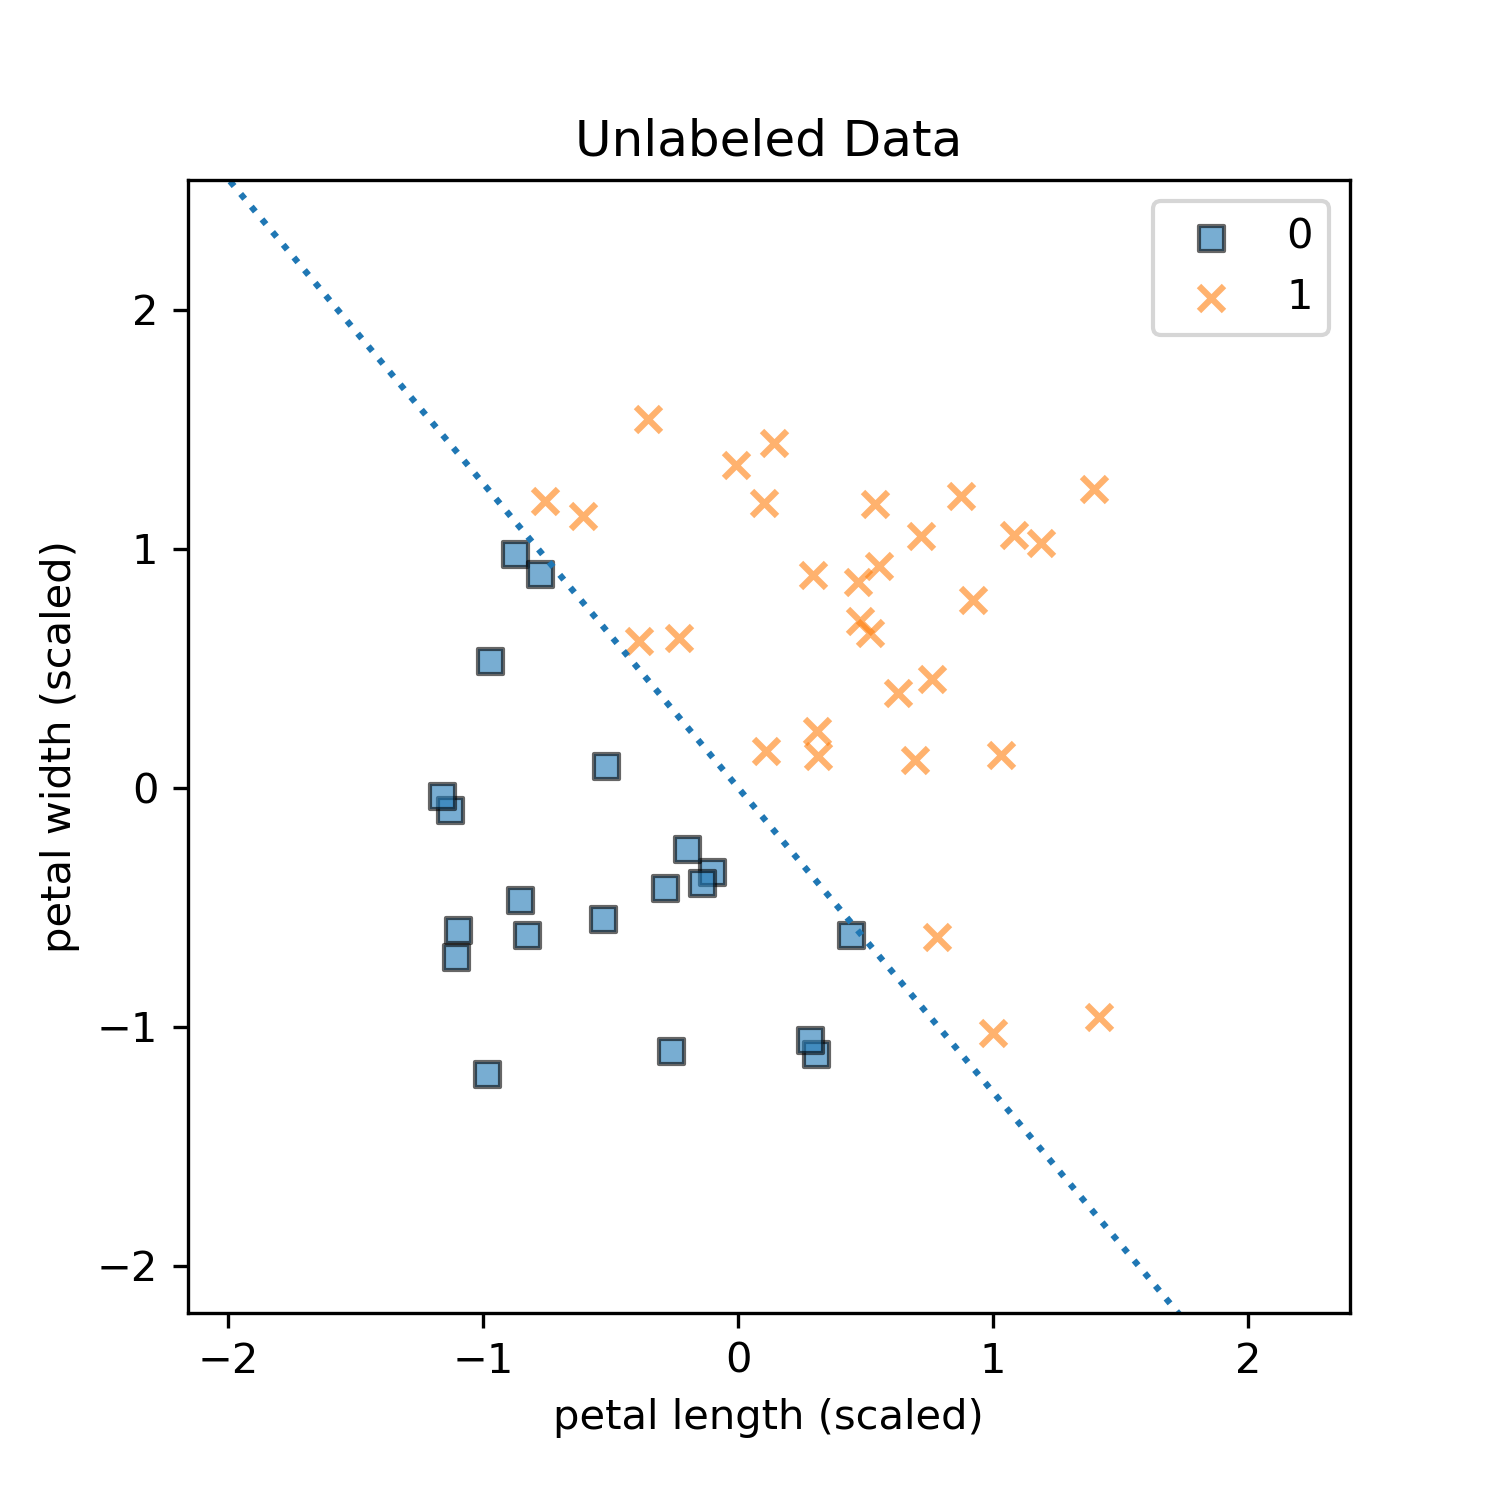 Unlabeled Data
0
1
2
1
0
−1
−2
petal width (scaled)
−2 −1 0 1 2
petal length (scaled)